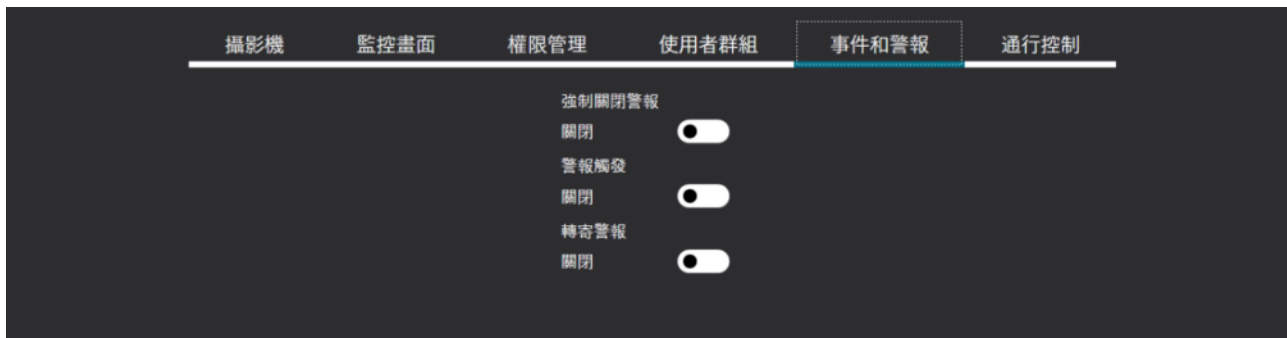 攝影機 監控畫面 權限管理 使用者群組 事件和警報 通行控制
強制關閉警報
關閉
警報觸發
關閉
轉寄警報
關閉